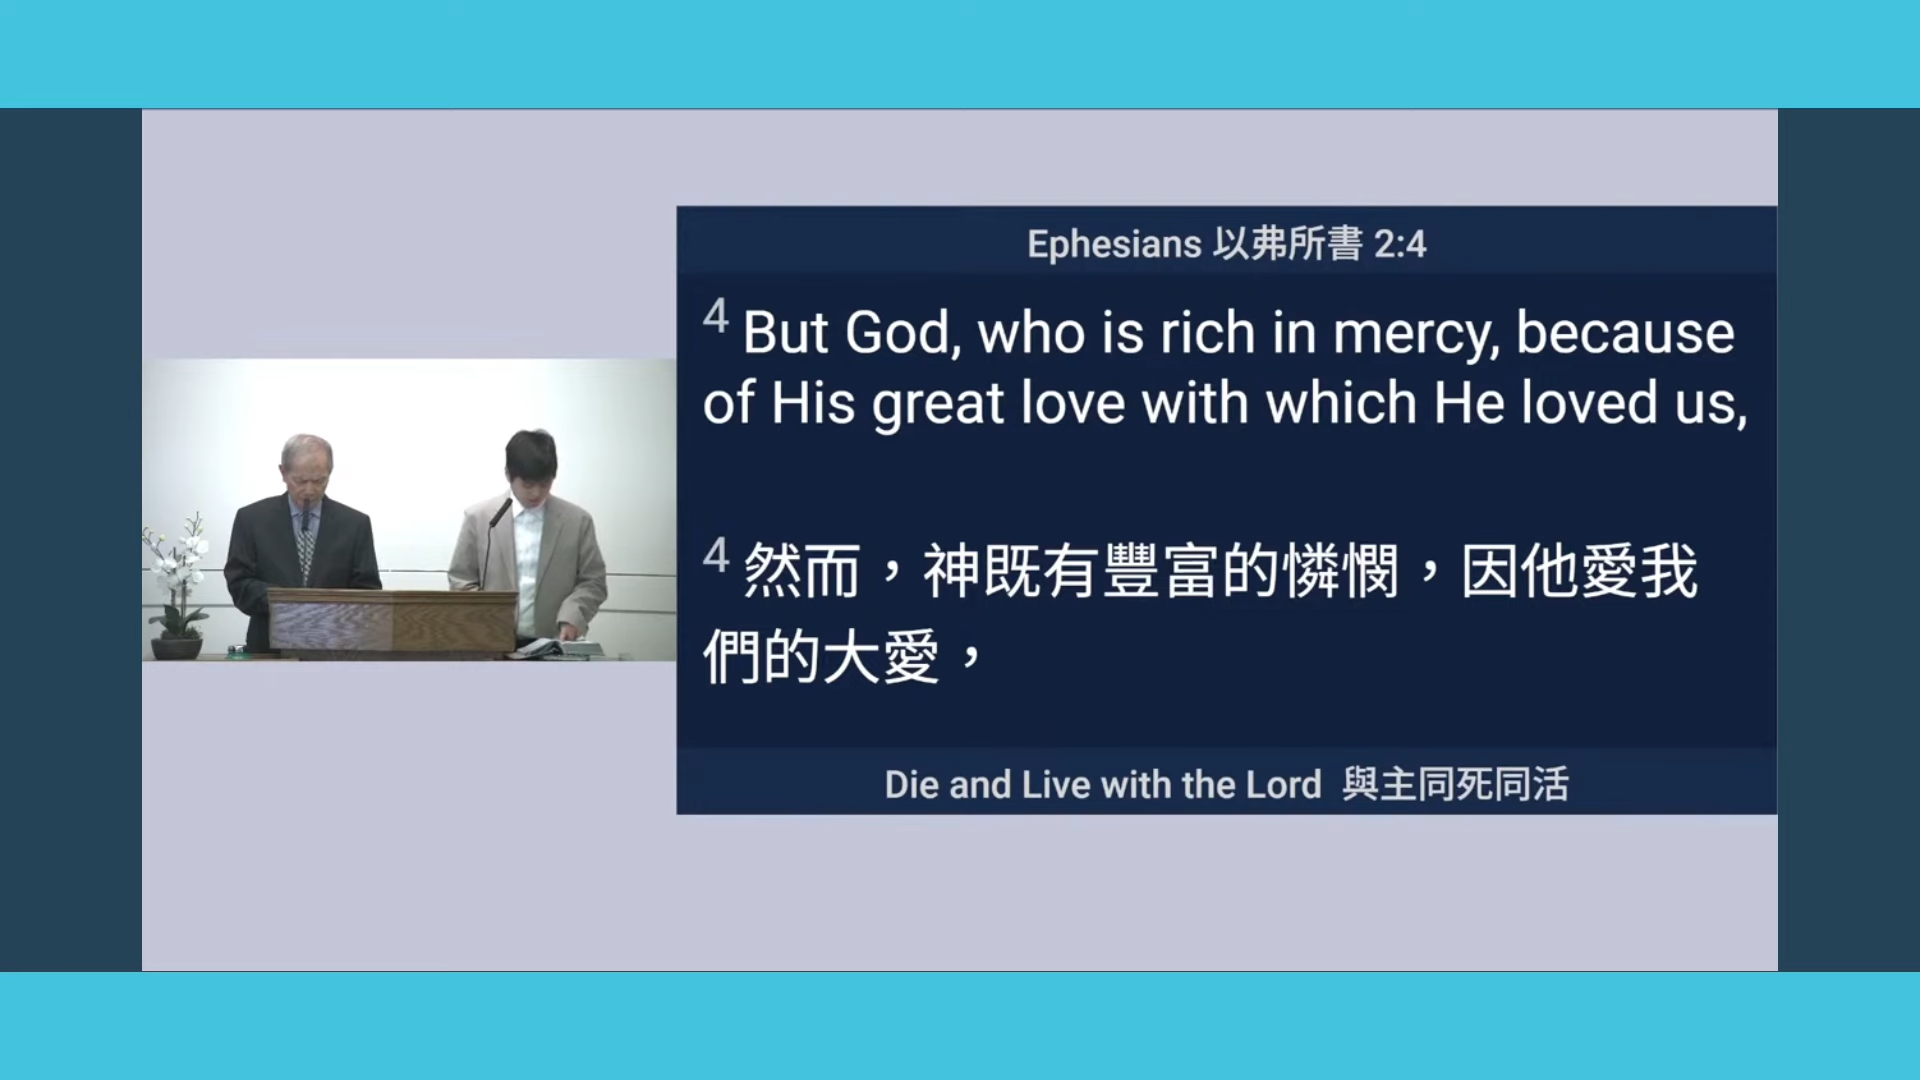 Ephesians 以弗所書 2:4
4 But God, who is rich in mercy, because
of His great love with which He loved us,
4 然而，神既有豐富的憐憫，因他愛我
們的大愛，
Die and Live with the Lord 與主同死同活